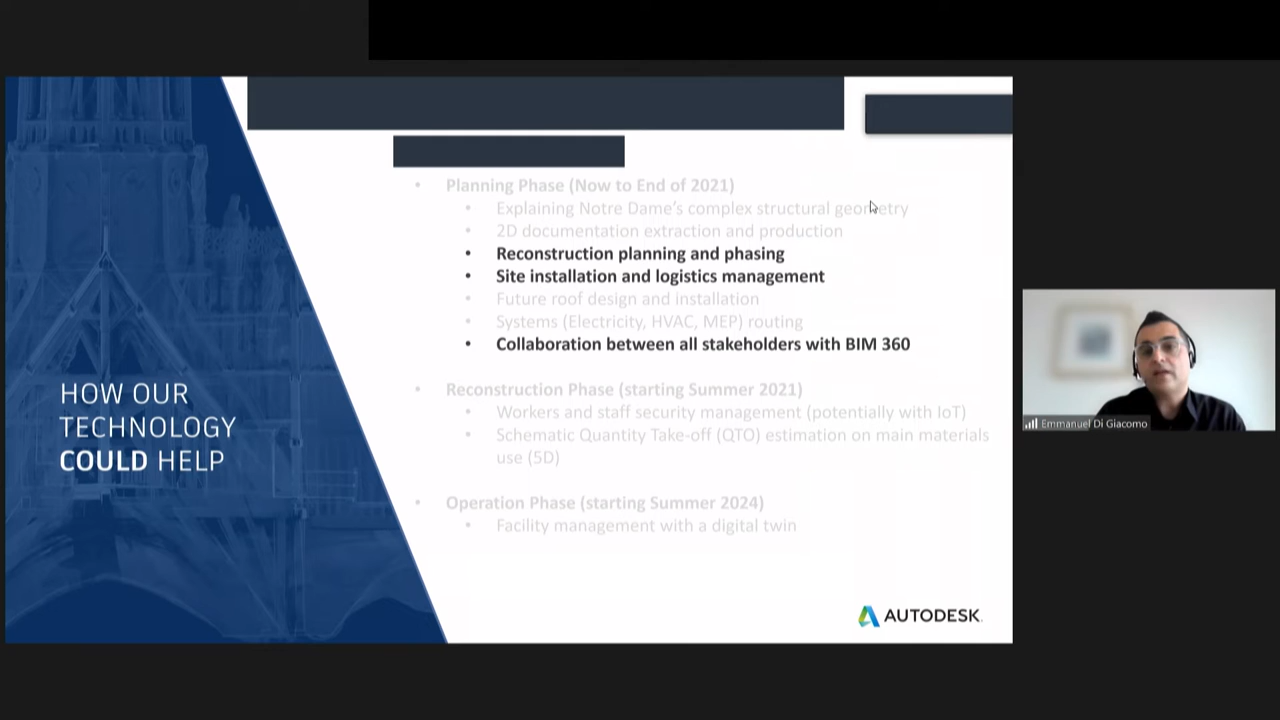 HOW OUR
TECHNOLOGY
COULD HELP
• Planning Phase (Now to End of 2021)
• Explaining Notre Dame's complex structural geometry
• 2D documentation extraction and production
• Reconstruction planning and phasing
• Site installation and logistics management
• Future roof design and installation
• Systems (Electricity, HVAC, MEP) routing
• Collaboration between all stakeholders with BIM 360
• Reconstruction Phase (starting Summer 2021)
• Workers and staff security management (potentially with IoT)
• Schematic Quantity Take-off (QTO) estimation on main materials
use (5D)
• Operation Phase (starting Summer 2024)
• Facility management with a digital twin
AUTODESK.
Emmanuel Di Giacomo